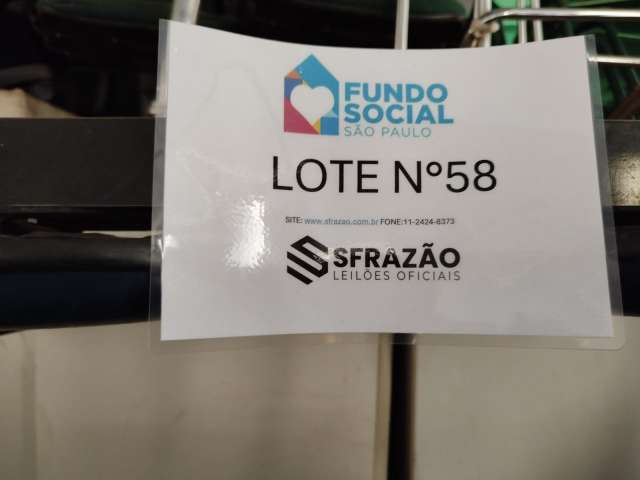 FUNDO
SOCIAL
SÃO PAULO
LOTE Nº58
SITE: www.sfrazao.com.br FONE:11-2424-6373
SFRAZÃO
LEILÕES OFICIAIS